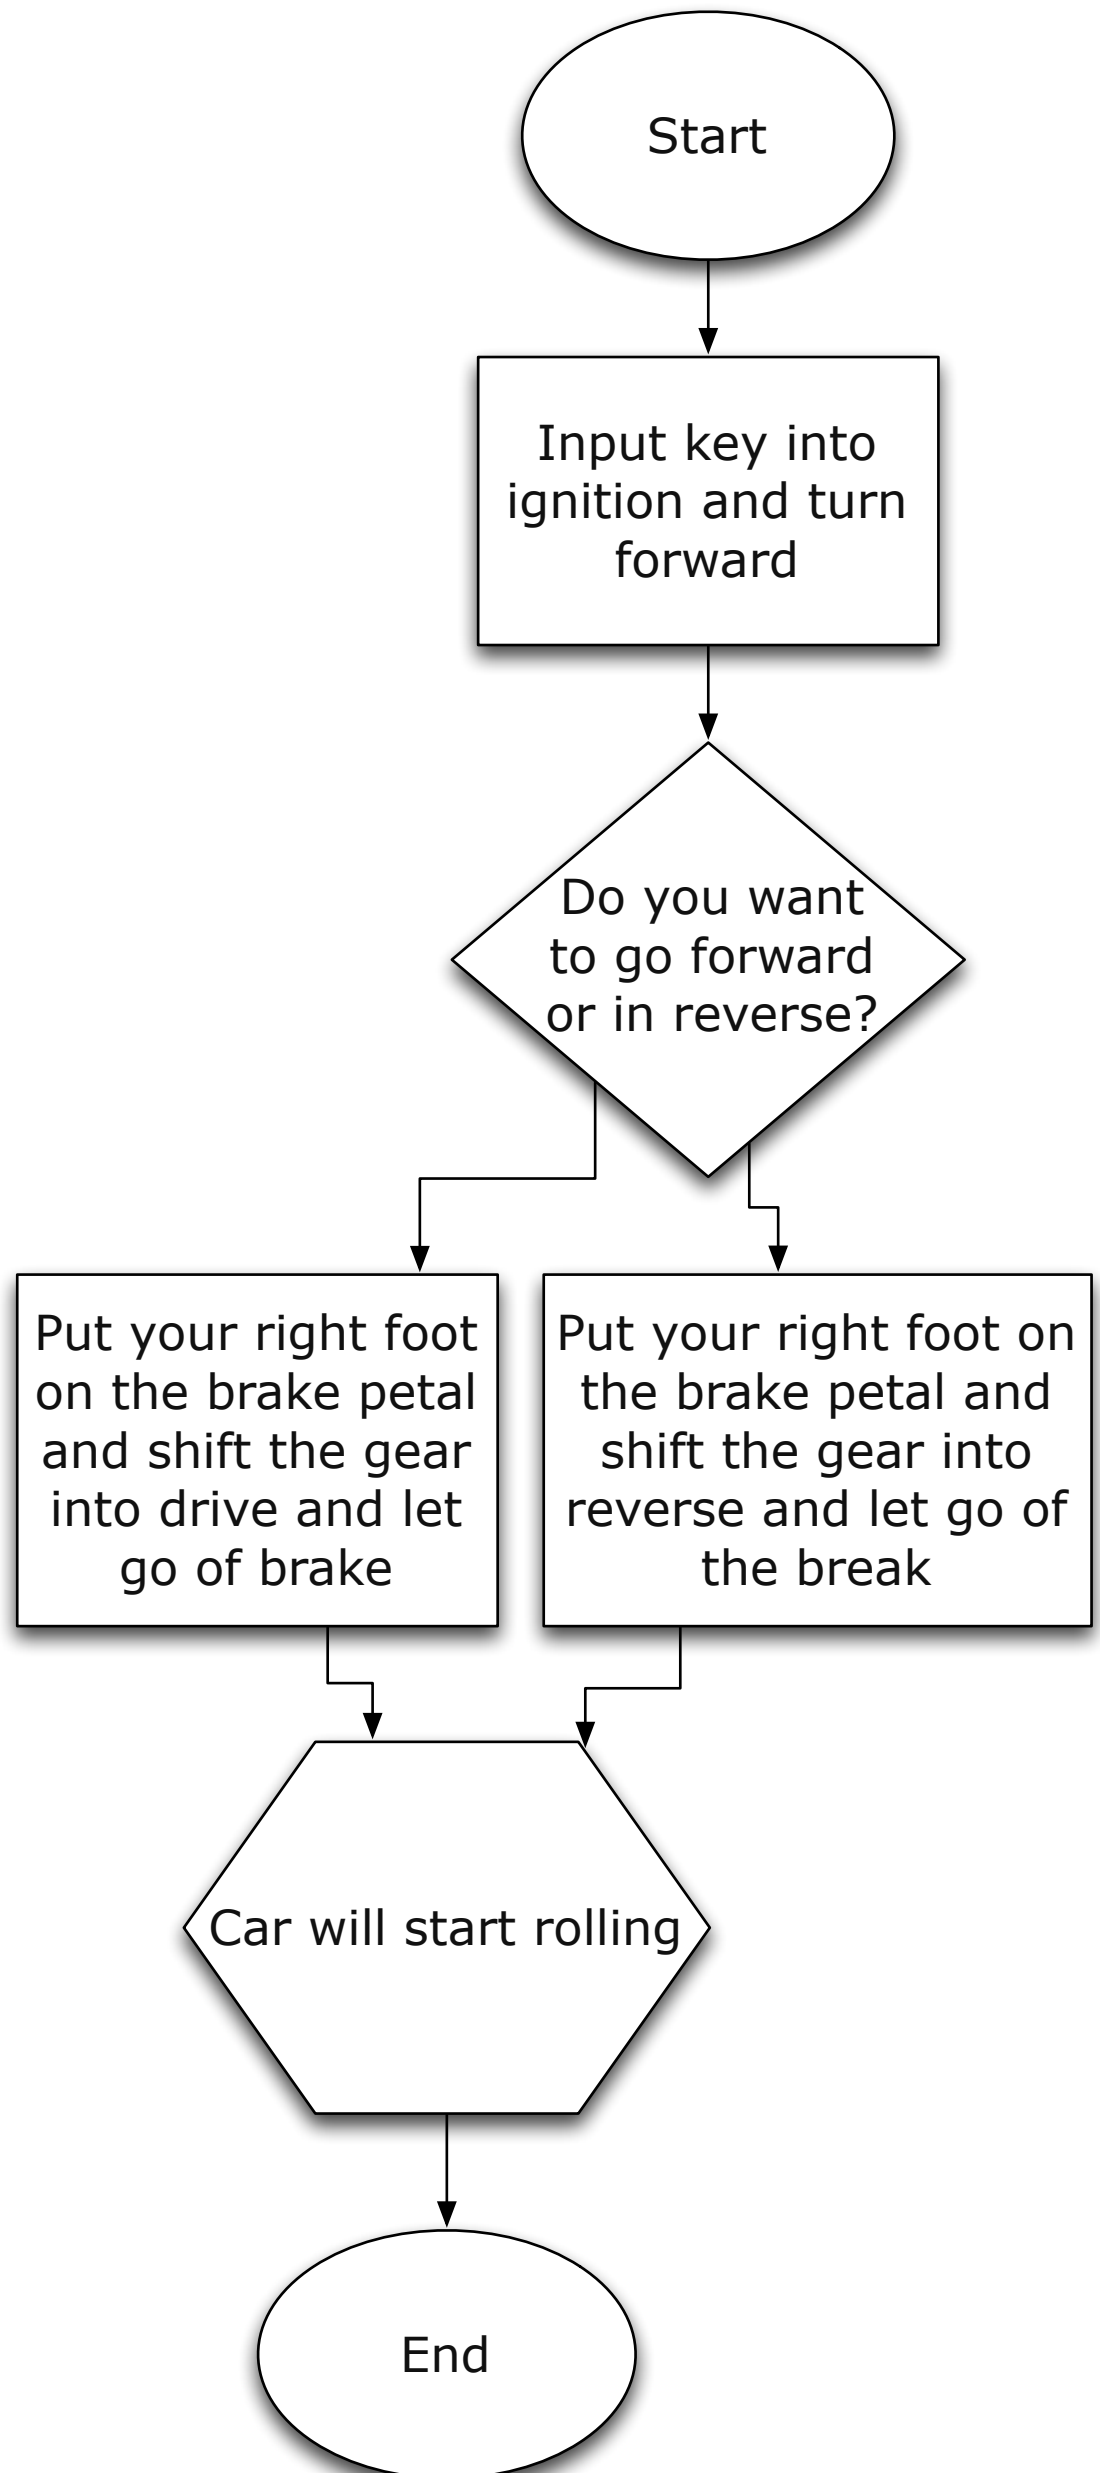 Start
Input key into
ignition and turn
forward
Do you want
to go forward
or in reverse?
Put your right foot
on the brake petal
and shift the gear
into drive and let
go of brake
Put your right foot on
the brake petal and
shift the gear into
reverse and let go of
the break
Car will start rolling
End